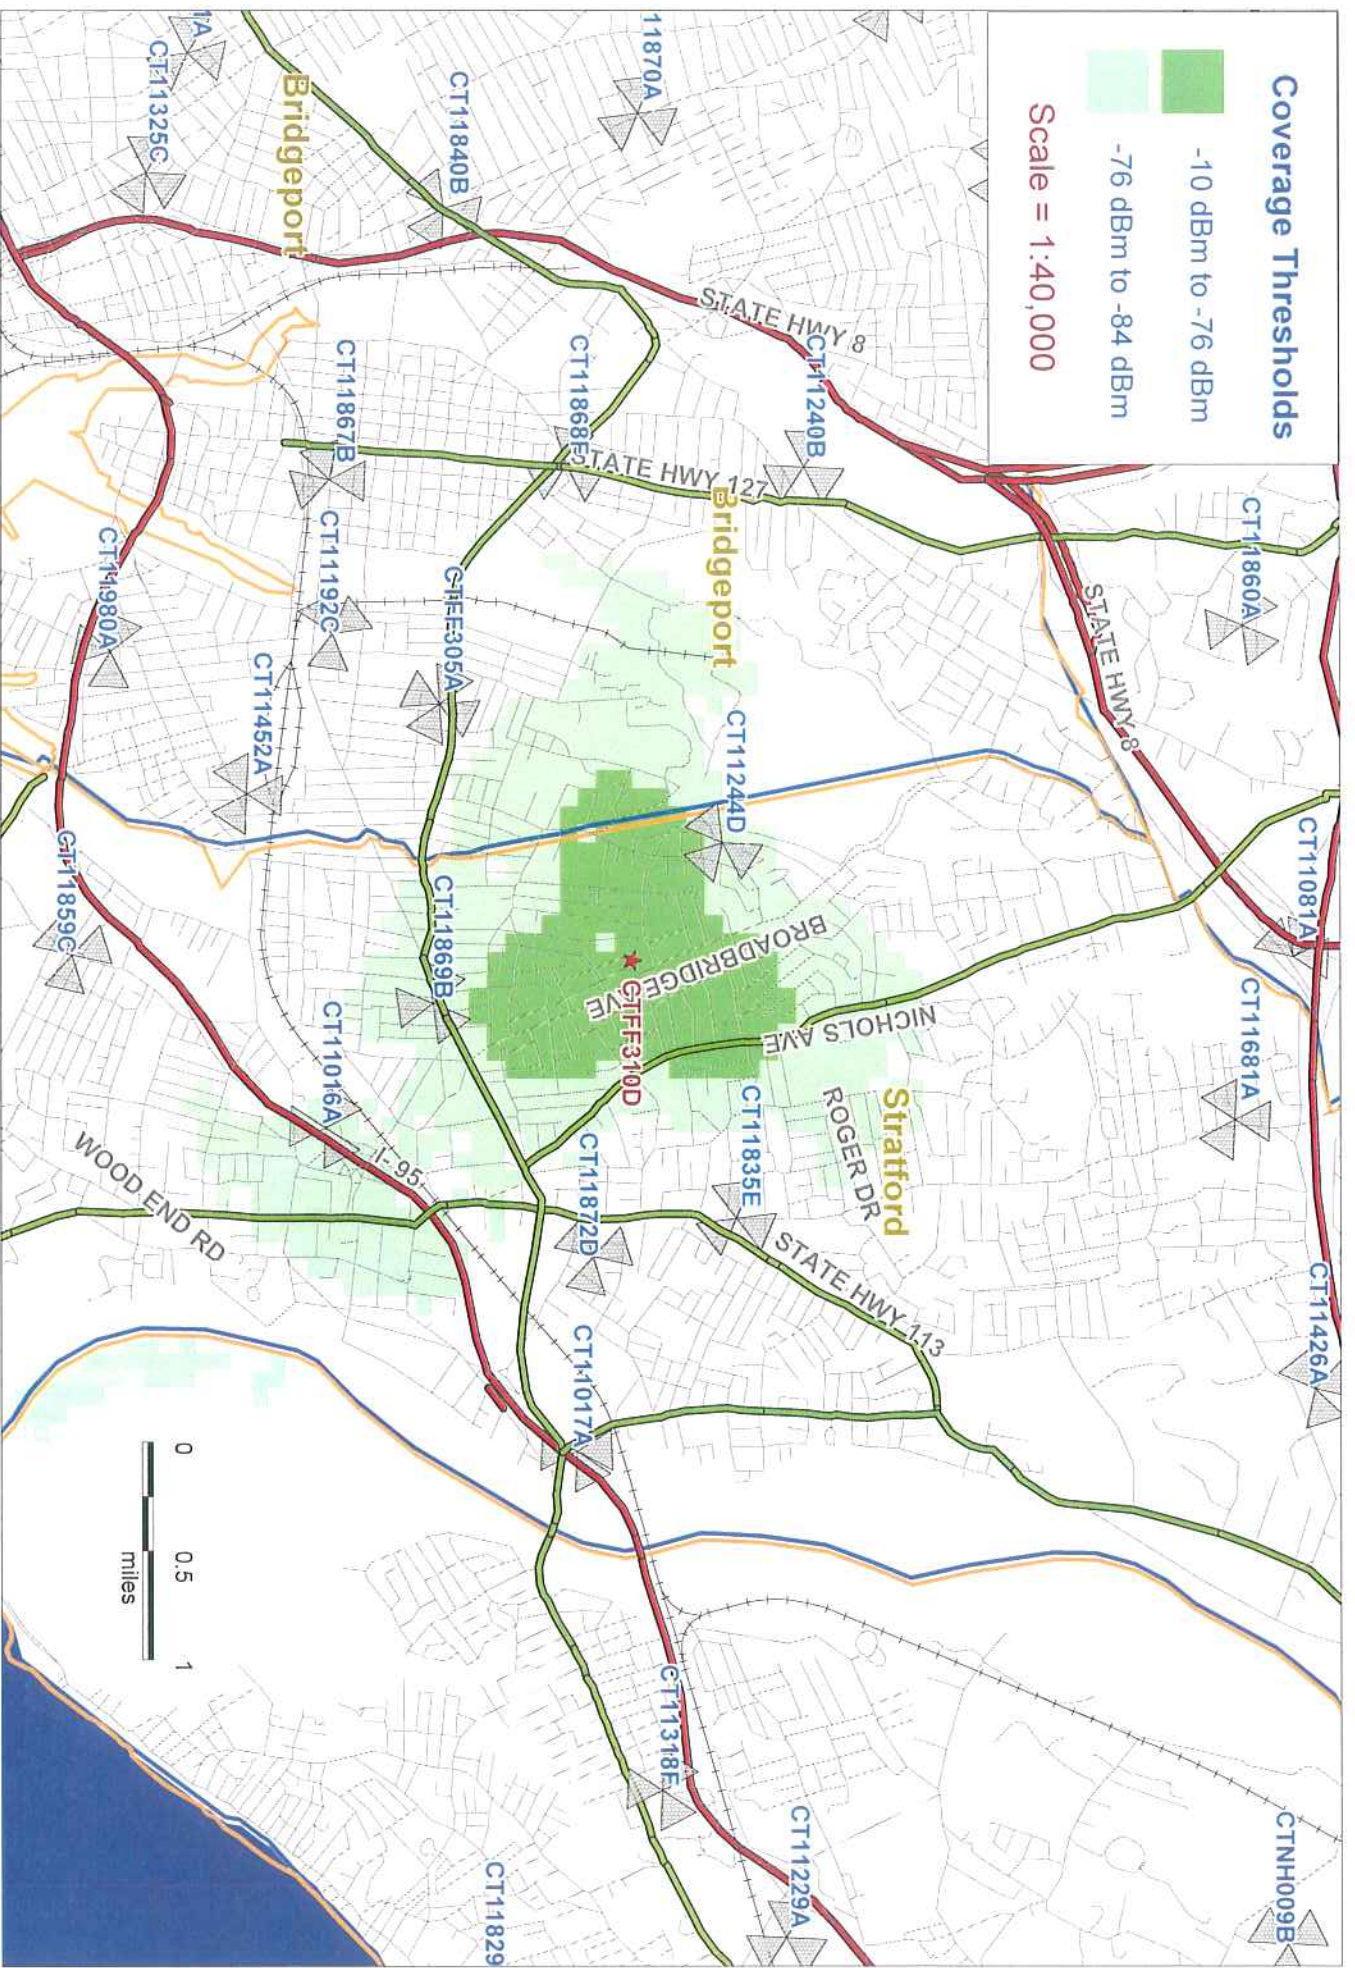 Coverage Thresholds
-10 dBm to -76 dBm
-76 dBm to -84 dBm
Scale = 1:40,000
CT11860A
CT11081A
CT11681A
CT11426A
CTNH009B
STATE HWY 8
STATE HWY 8
11870A
CT11240B
Bridgeport
CT11244D
BROADBRIDGE AVE
NICHOLS AVE
Stratford
ROGER DR
CT11835E
STATE HWY 113
CT11229A
CT11840B
STATE HWY 127
CTFF310D
CT11872D
CT11017A
CT11318F
CT11829
1A
CT11325C
Bridgeport
CT11867B
CT11192C
CTFF305A
CT11869B
CT11452A
CT11980A
CT11859C
CT11016A
I-95
WOOD END RD
0
0.5
1
miles